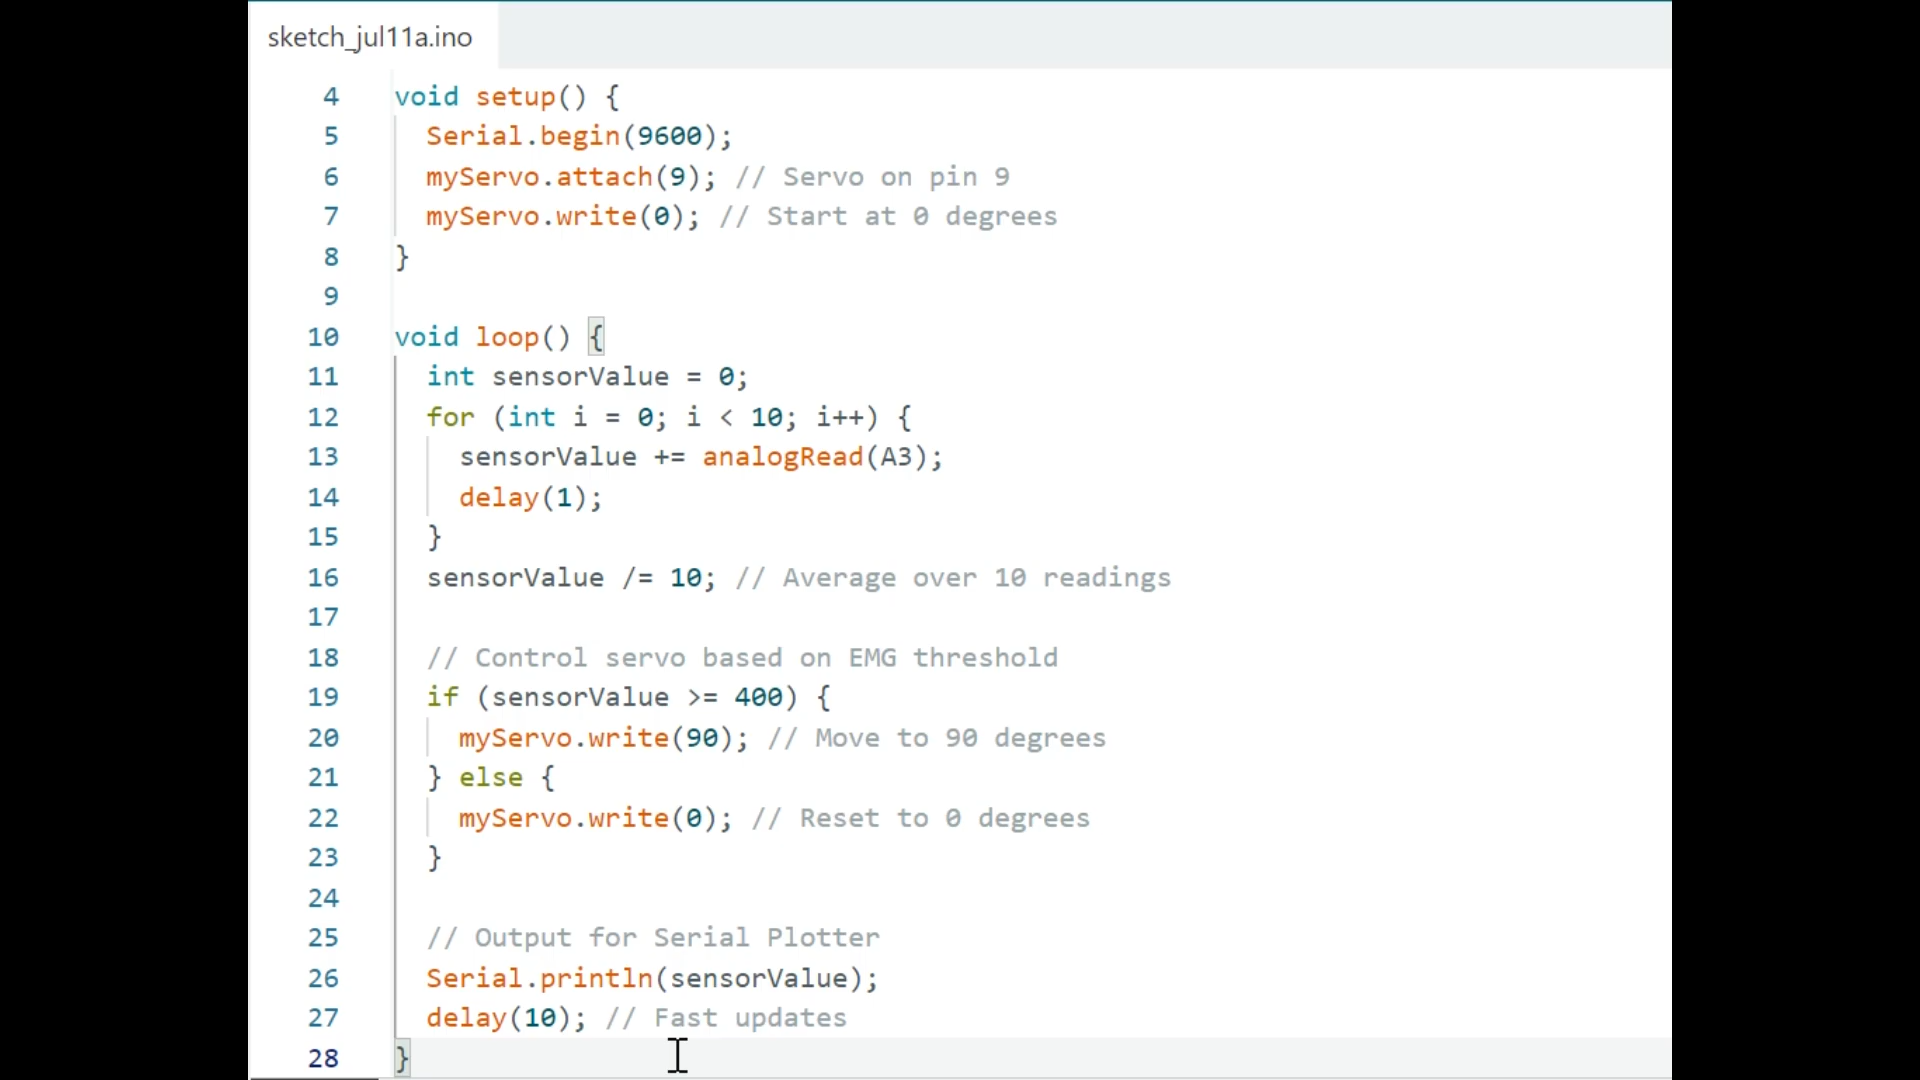 sketch_jul11a.ino
4 void setup() {
5 Serial.begin(9600);
6 myServo.attach(9); // Servo on pin 9
7 myServo.write(0); // Start at 0 degrees
8 }
9
10 void loop() {
11 int sensorValue = 0;
12 for (int i = 0; i < 10; i++) {
13 sensorValue += analogRead(A3);
14 delay(1);
15 }
16 sensorValue /= 10; // Average over 10 readings
17
18 // Control servo based on EMG threshold
19 if (sensorValue >= 400) {
20 myServo.write(90); // Move to 90 degrees
21 } else {
22 myServo.write(0); // Reset to 0 degrees
23 }
24
25 // Output for Serial Plotter
26 Serial.println(sensorValue);
27 delay(10); // Fast updates
28 }